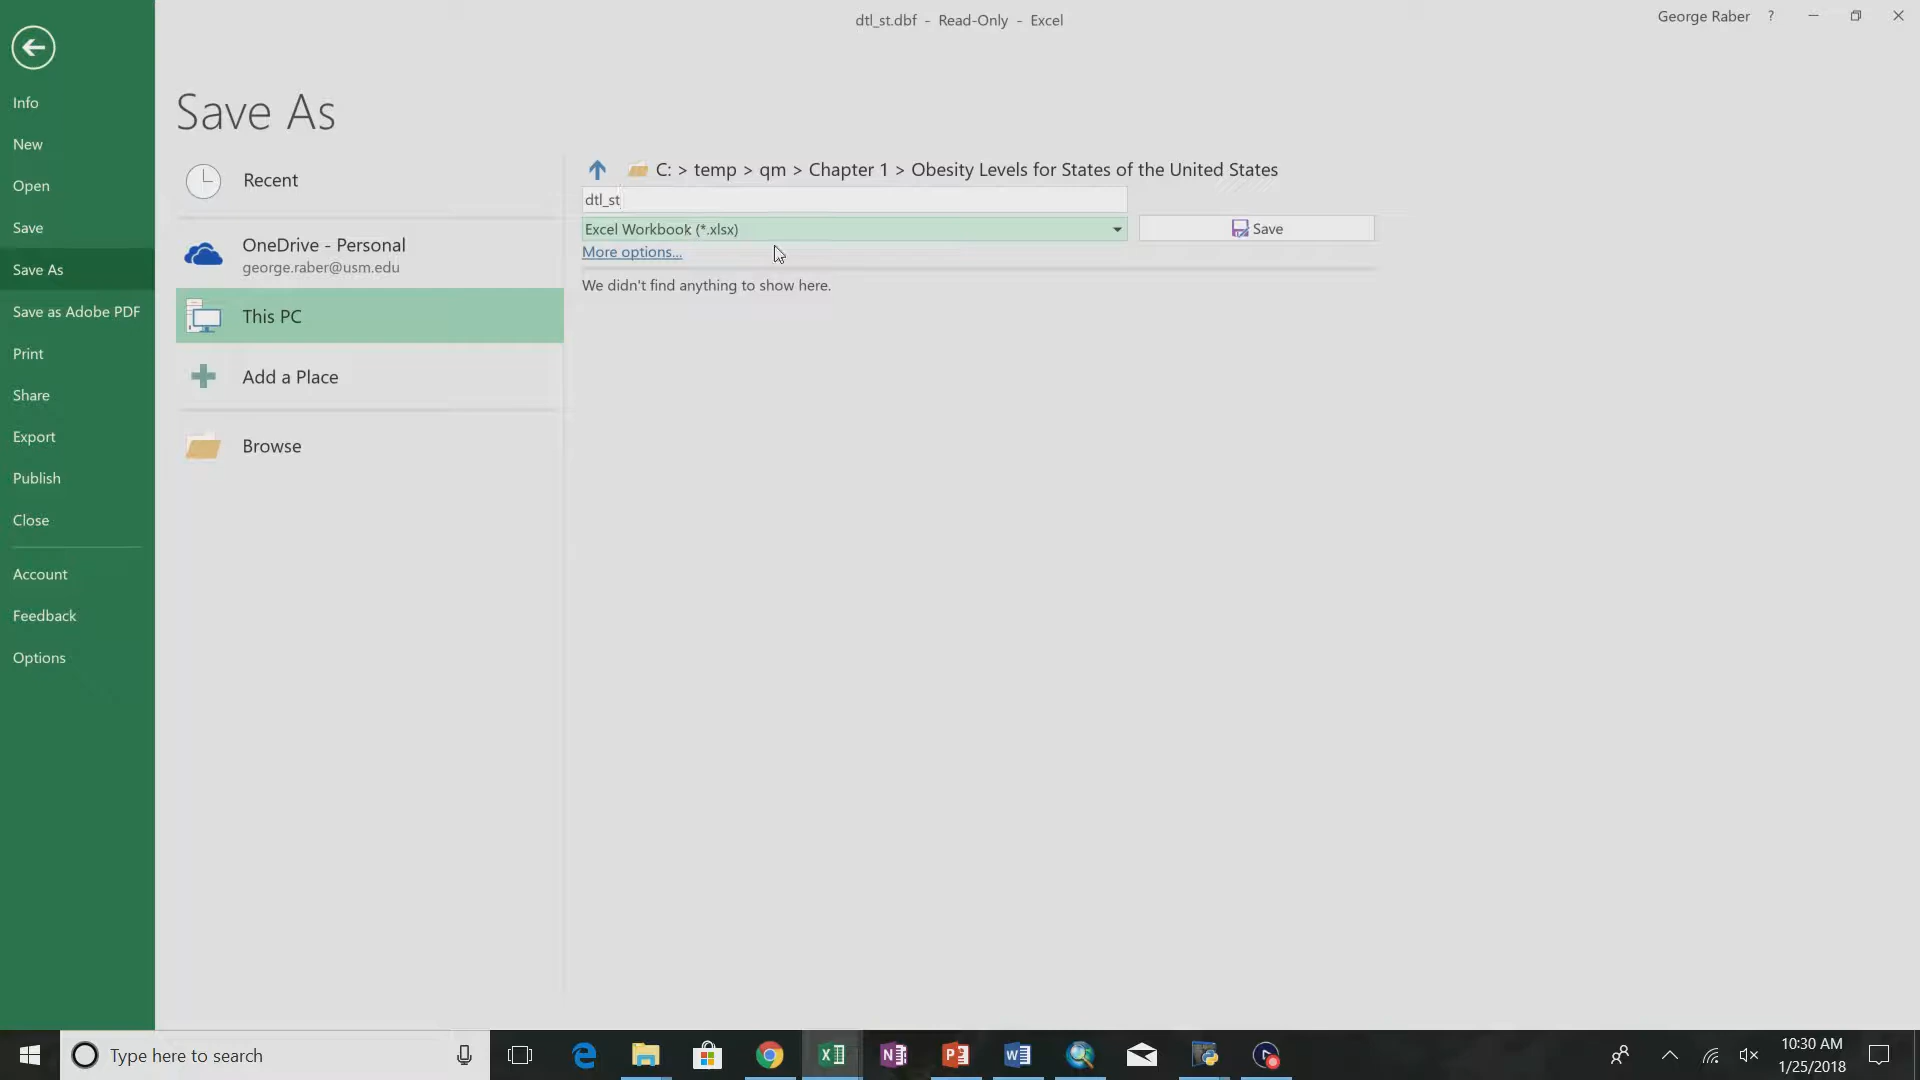 dtl_st.dbf - Read-Only - Excel
George Raber ?
Info
New
Open
Save
Save As
Save as Adobe PDF
Print
Share
Export
Publish
Close
Account
Feedback
Options
Save As
Recent
OneDrive - Personal
george.raber@usm.edu
This PC
Add a Place
Browse
C: > temp > qm > Chapter 1 > Obesity Levels for States of the United States
dtl_st
Excel Workbook (*.xlsx)
Save
More options...
We didn't find anything to show here.
Type here to search
10:30 AM
1/25/2018